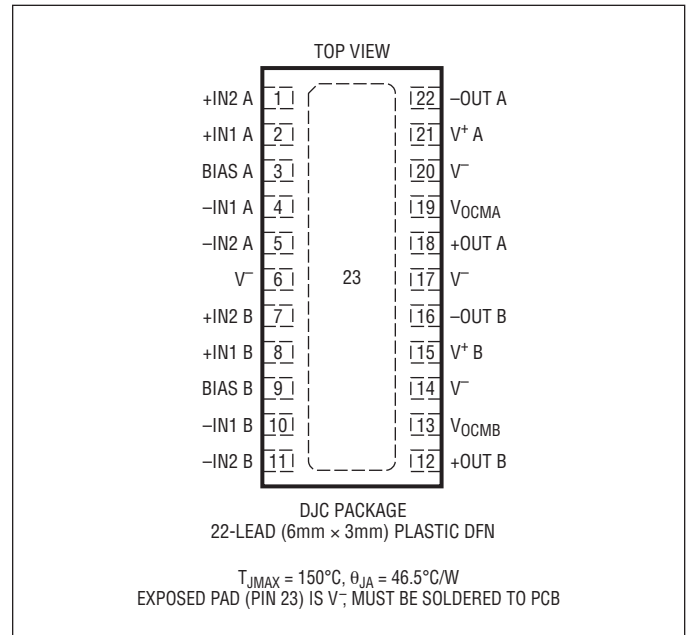 TOP VIEW
+IN2 A 1 22 –OUT A
+IN1 A 2 21 V+ A
BIAS A 3 20 V–
–IN1 A 4 19 VOCMA
–IN2 A 5 18 +OUT A
V– 6 23 17 V–
+IN2 B 7 16 –OUT B
+IN1 B 8 15 V+ B
BIAS B 9 14 V–
–IN1 B 10 13 VOCMB
–IN2 B 11 12 +OUT B
DJC PACKAGE
22-LEAD (6mm × 3mm) PLASTIC DFN
TJMAX = 150°C, θJA = 46.5°C/W
EXPOSED PAD (PIN 23) IS V–, MUST BE SOLDERED TO PCB